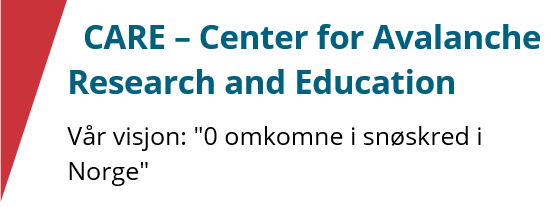 CARE – Center for Avalanche
Research and Education
Vår visjon: "0 omkomne i snøskred i
Norge"